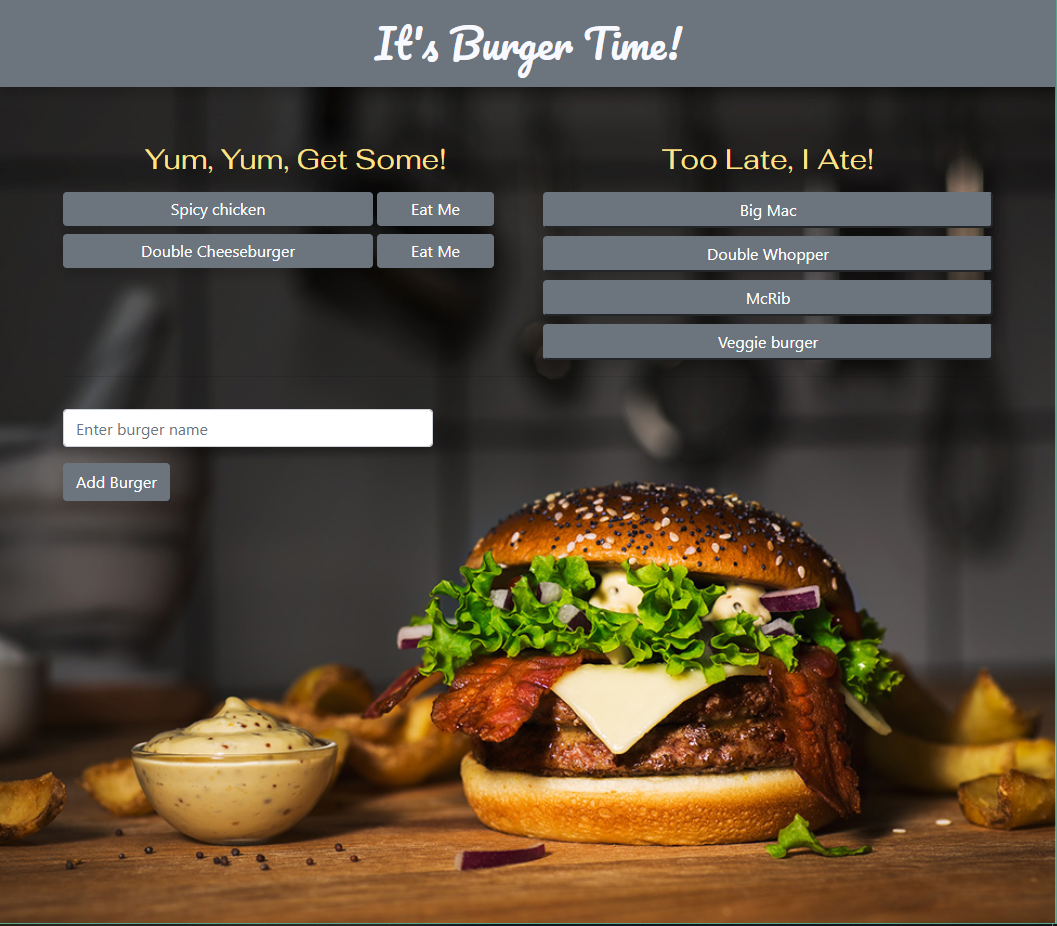 It's Burger Time!
Yum, Yum, Get Some!
Spicy chicken
Eat Me
Double Cheeseburger
Eat Me
Too Late, I Ate!
Big Mac
Double Whopper
McRib
Veggie burger
Enter burger name
Add Burger